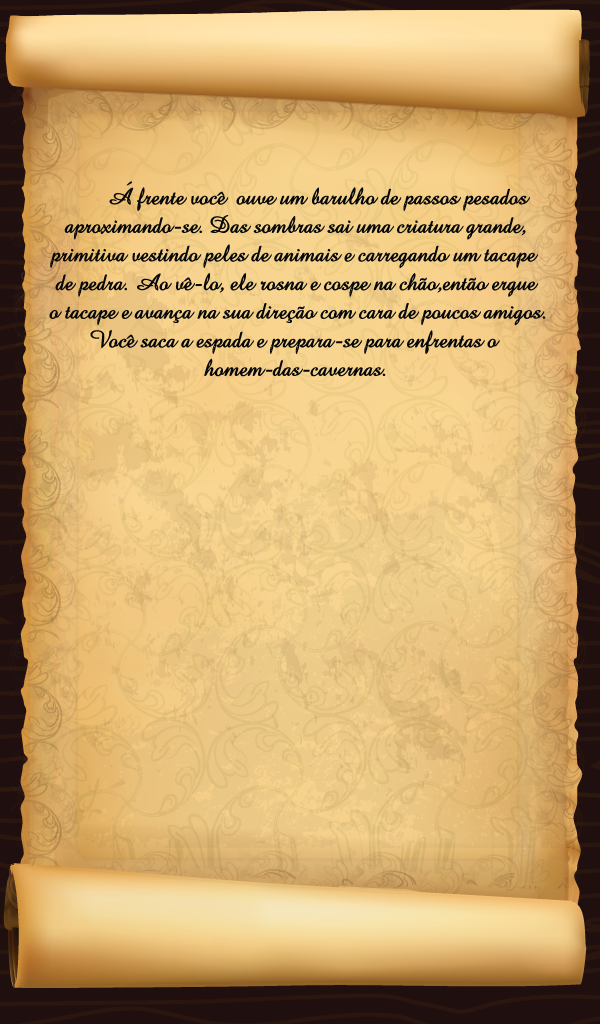 Á frente você  ouve um barulho de passos pesados
aproximando-se. Das sombras sai uma criatura grande,
primitiva vestindo peles de animais e carregando um tacape
de pedra.  Ao vê-lo, ele rosna e cospe na chão,então ergue
o tacape e avança na sua direção com cara de poucos amigos.
Você saca a espada e prepara-se para enfrentas o
homem-das-cavernas.